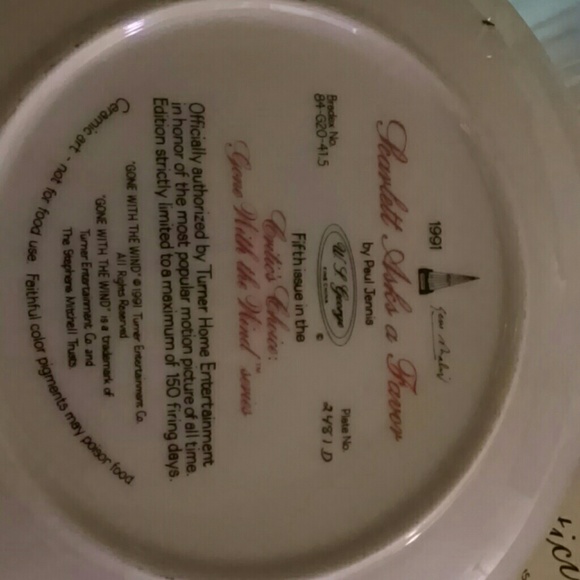 1991
Scarlett Asks a Favor
by Paul Jennis
Bradex No.
84-G20-41.5
W.S. George
Plate No.
2481D
Fifth issue in the
Critic's Choice:
Gone With the Wind™ series
Officially authorized by Turner Home Entertainment
in honor of the most popular motion picture of all time.
Edition strictly limited to a maximum of 150 firing days.
"GONE WITH THE WIND" © 1991 Turner Entertainment Co.
All Rights Reserved
"GONE WITH THE WIND" is a trademark of
Turner Entertainment Co. and
The Stephens Mitchell Trusts
Ceramic art - not for food use. Faithful color pigments may poison food